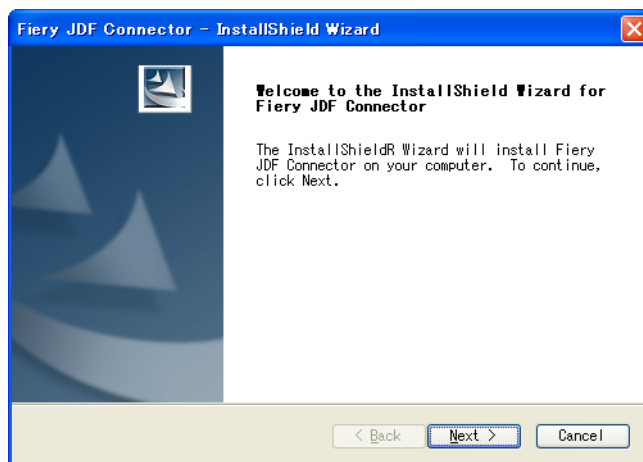 Fiery JDF Connector - InstallShield Wizard
Welcome to the InstallShield Wizard for
Fiery JDF Connector
The InstallShieldR Wizard will install Fiery
JDF Connector on your computer.  To continue,
click Next.
< Back
Next >
Cancel